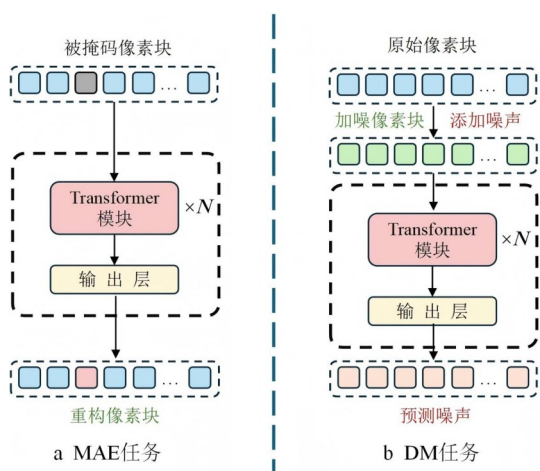 被掩码像素块
...
Transformer
模块
×N
输出层
...
重构像素块
a MAE任务
原始像素块
...
加噪像素块 添加噪声
...
Transformer
模块
×N
输出层
...
预测噪声
b DM任务